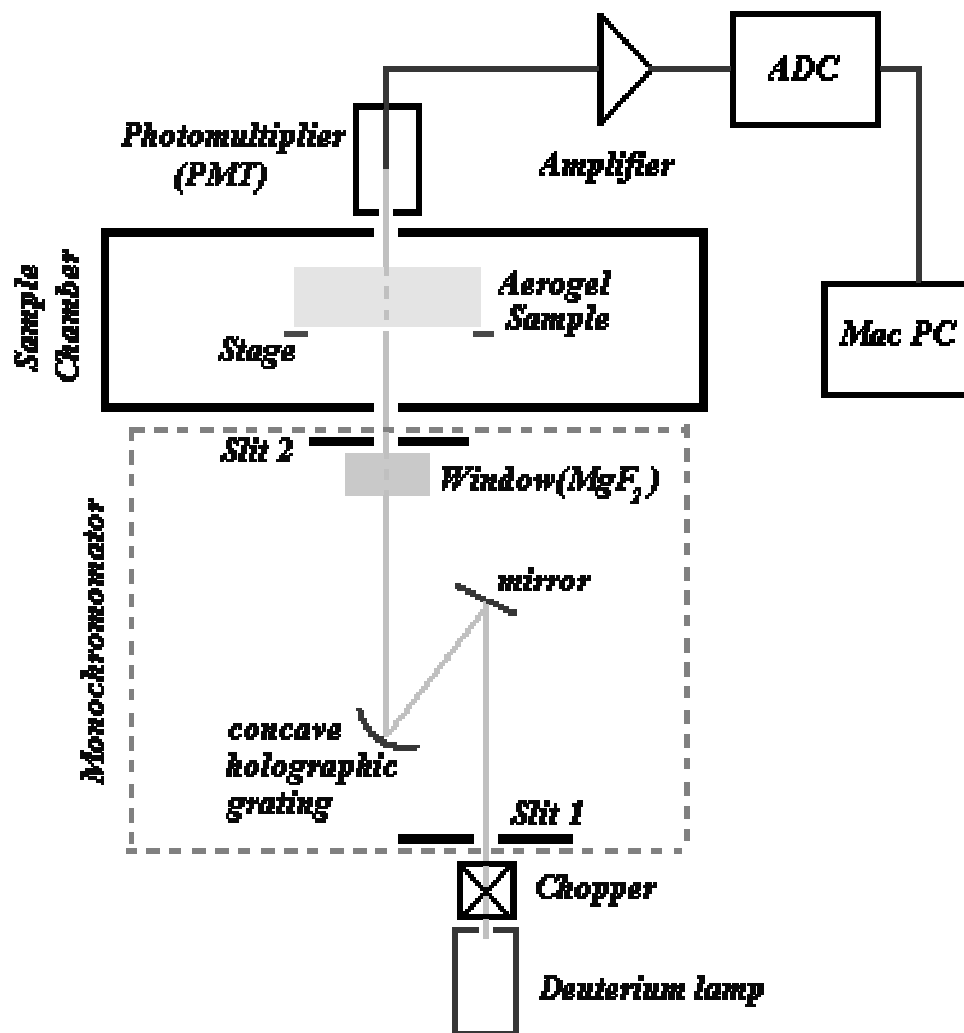 ADC
Photomultiplier
(PMT)
Amplifier
Sample
Chamber
Aerogel
Sample
Stage
Mac PC
Slit 2
Window(MgF2)
Monochromomator
mirror
concave
holographic
grating
Slit 1
Chopper
Deuterium lamp